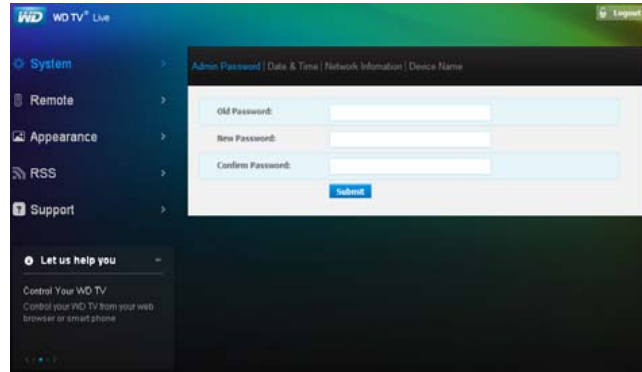 WD WD TV® Live
Logout
System
Remote
Appearance
RSS
Support
Admin Password | Date & Time | Network Infomation | Device Name
Old Password:
New Password:
Confirm Password:
Submit
Let us help you
Control Your WD TV
Control your WD TV from your web
browser or smart phone